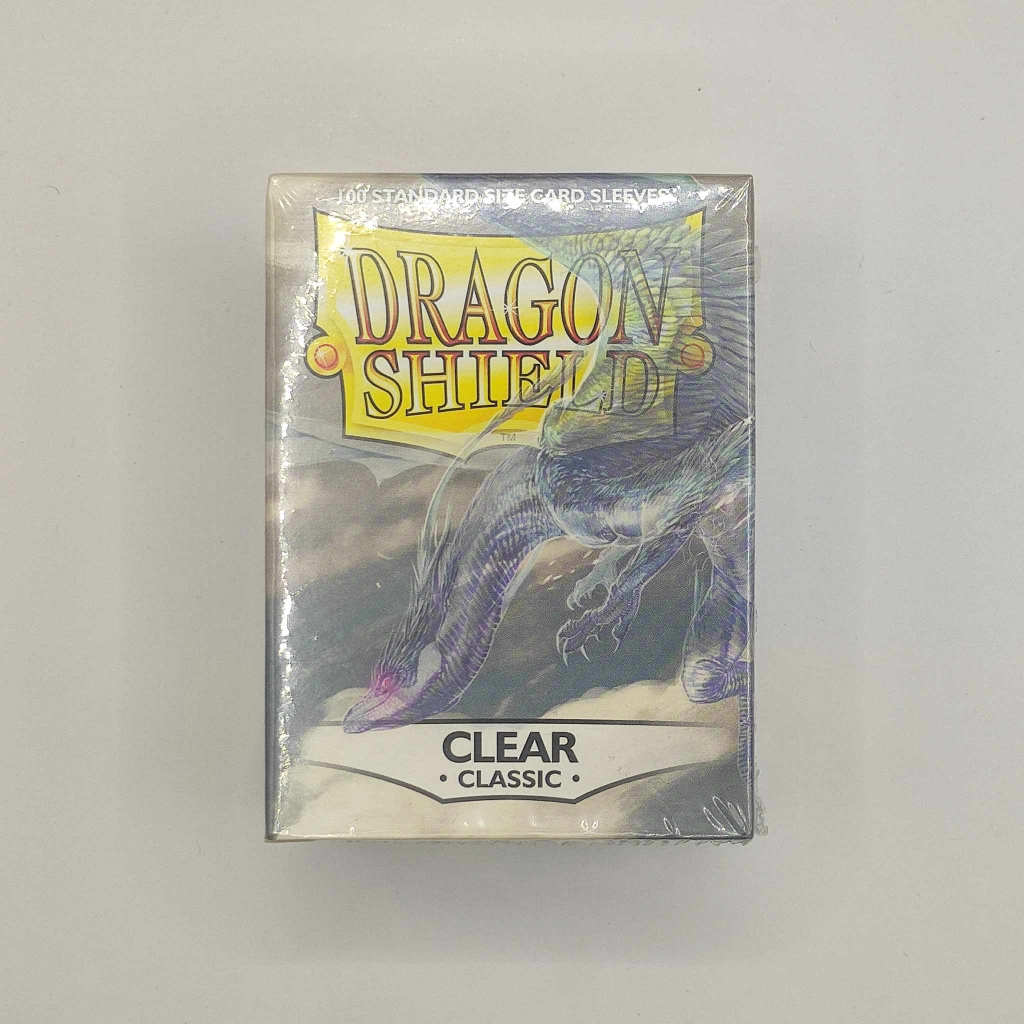 100 STANDARD SIZE CARD SLEEVES
DRAGON
SHIELD
TM
CLEAR
• CLASSIC •